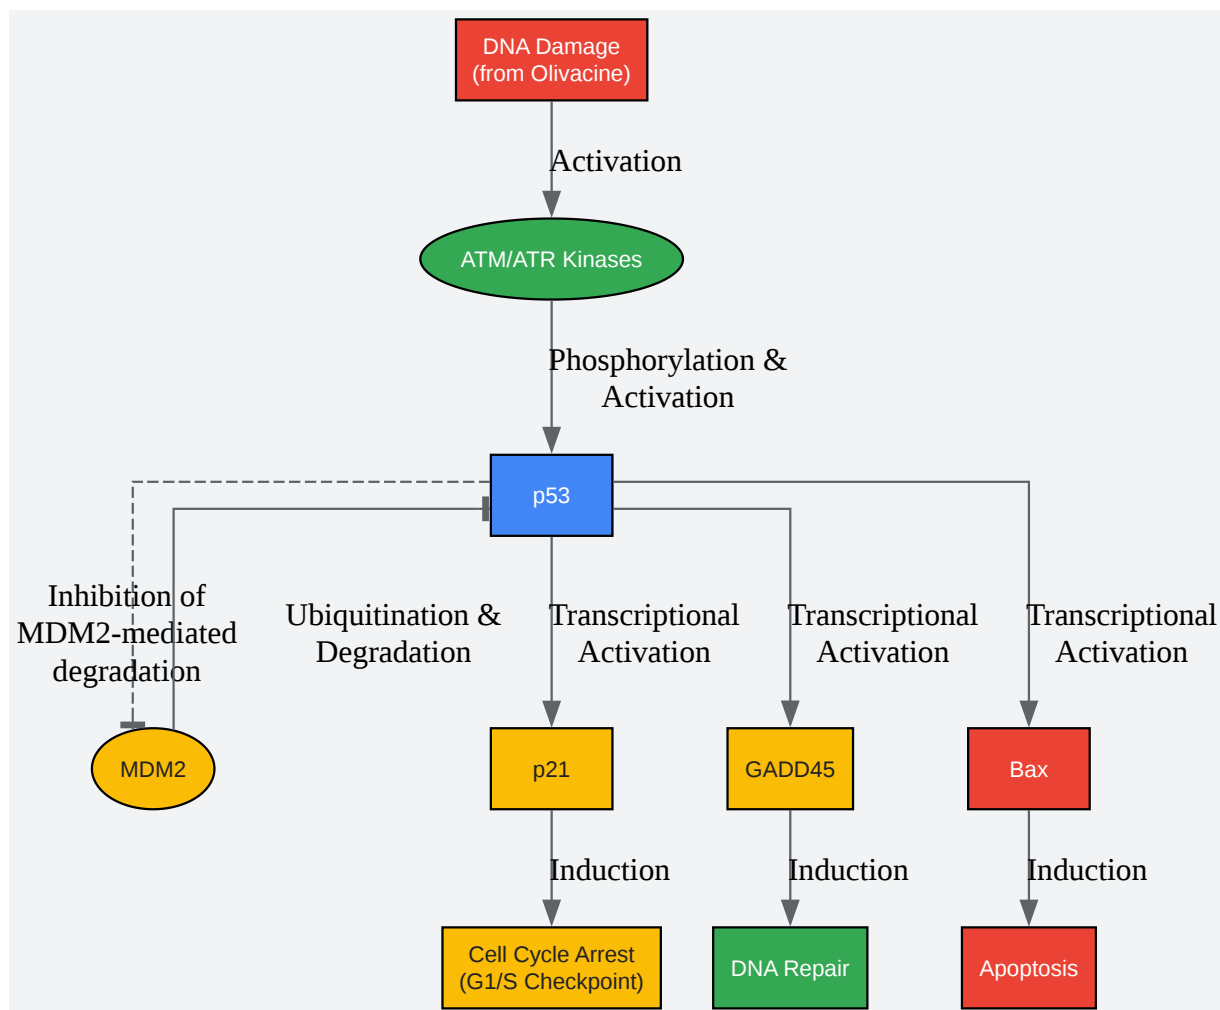 DNA Damage
(from Olivacine)
Activation
ATM/ATR Kinases
Phosphorylation &
Activation
p53
Inhibition of
MDM2-mediated
degradation
Ubiquitination &
Degradation
Transcriptional
Activation
Transcriptional
Activation
Transcriptional
Activation
MDM2
p21
GADD45
Bax
Induction
Induction
Induction
Cell Cycle Arrest
(G1/S Checkpoint)
DNA Repair
Apoptosis